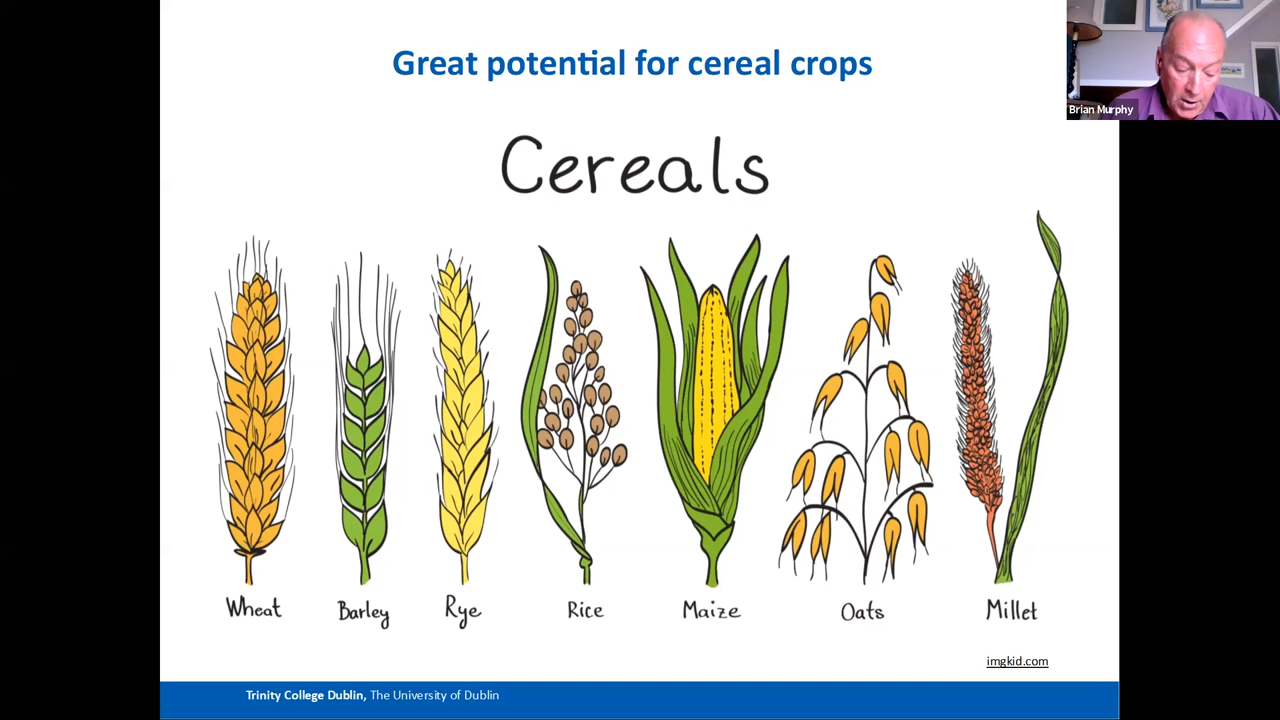 Great potential for cereal crops
Brian Murphy
Cereals
Wheat Barley Rye Rice Maize Oats Millet
imgkid.com
Trinity College Dublin, The University of Dublin